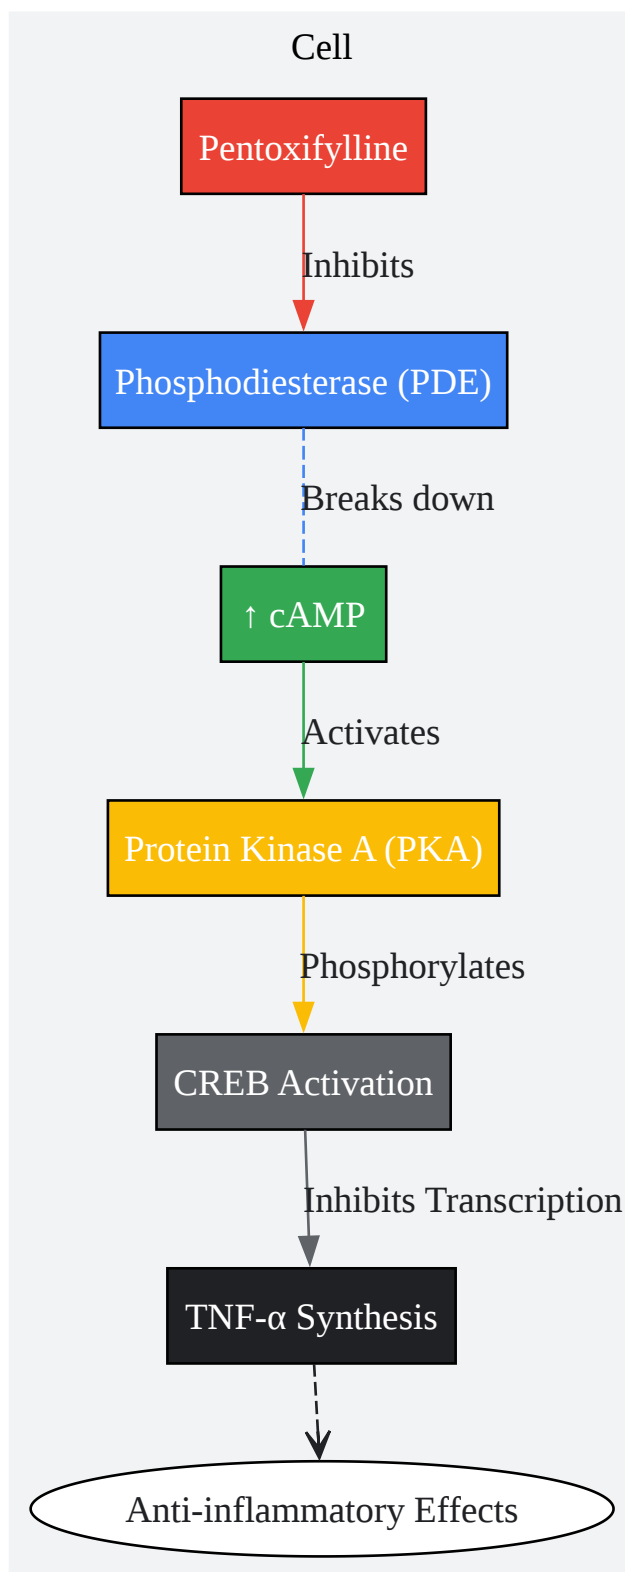 Cell
Pentoxifylline
Inhibits
Phosphodiesterase (PDE)
Breaks down
↑ cAMP
Activates
Protein Kinase A (PKA)
Phosphorylates
CREB Activation
Inhibits Transcription
TNF-α Synthesis
Anti-inflammatory Effects